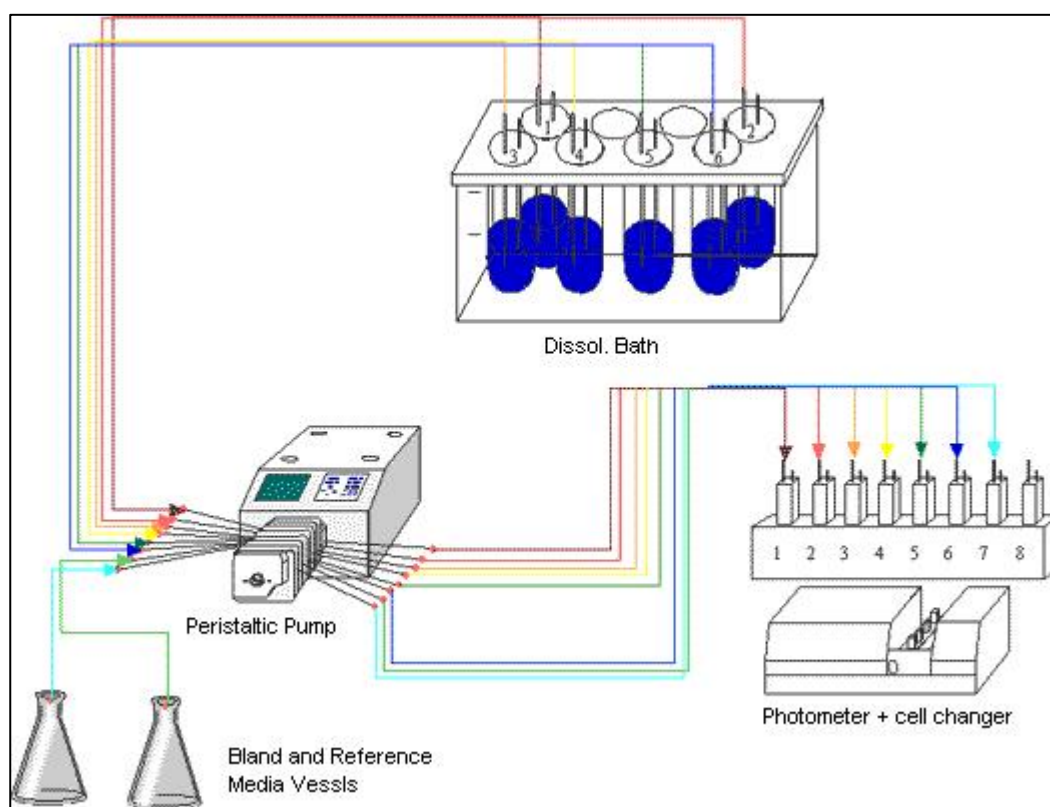 1 2
3 4 5 6
Dissol. Bath
1 2 3 4 5 6 7 8
Peristaltic Pump
Photometer + cell changer
Bland and Reference
Media Vessls